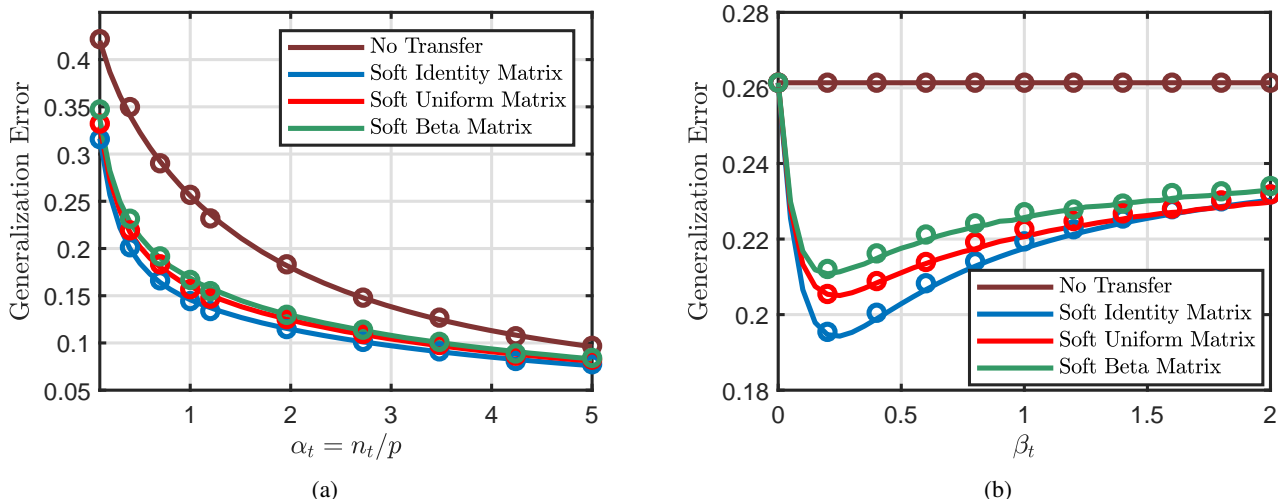 Generalization Error
0.4
0.35
0.3
0.25
0.2
0.15
0.1
0.05
1
2
3
4
5
No Transfer
Soft Identity Matrix
Soft Uniform Matrix
Soft Beta Matrix
α_t = n_t/p
(a)
Generalization Error
0.28
0.26
0.24
0.22
0.2
0.18
0
0.5
1
1.5
2
No Transfer
Soft Identity Matrix
Soft Uniform Matrix
Soft Beta Matrix
β_t
(b)